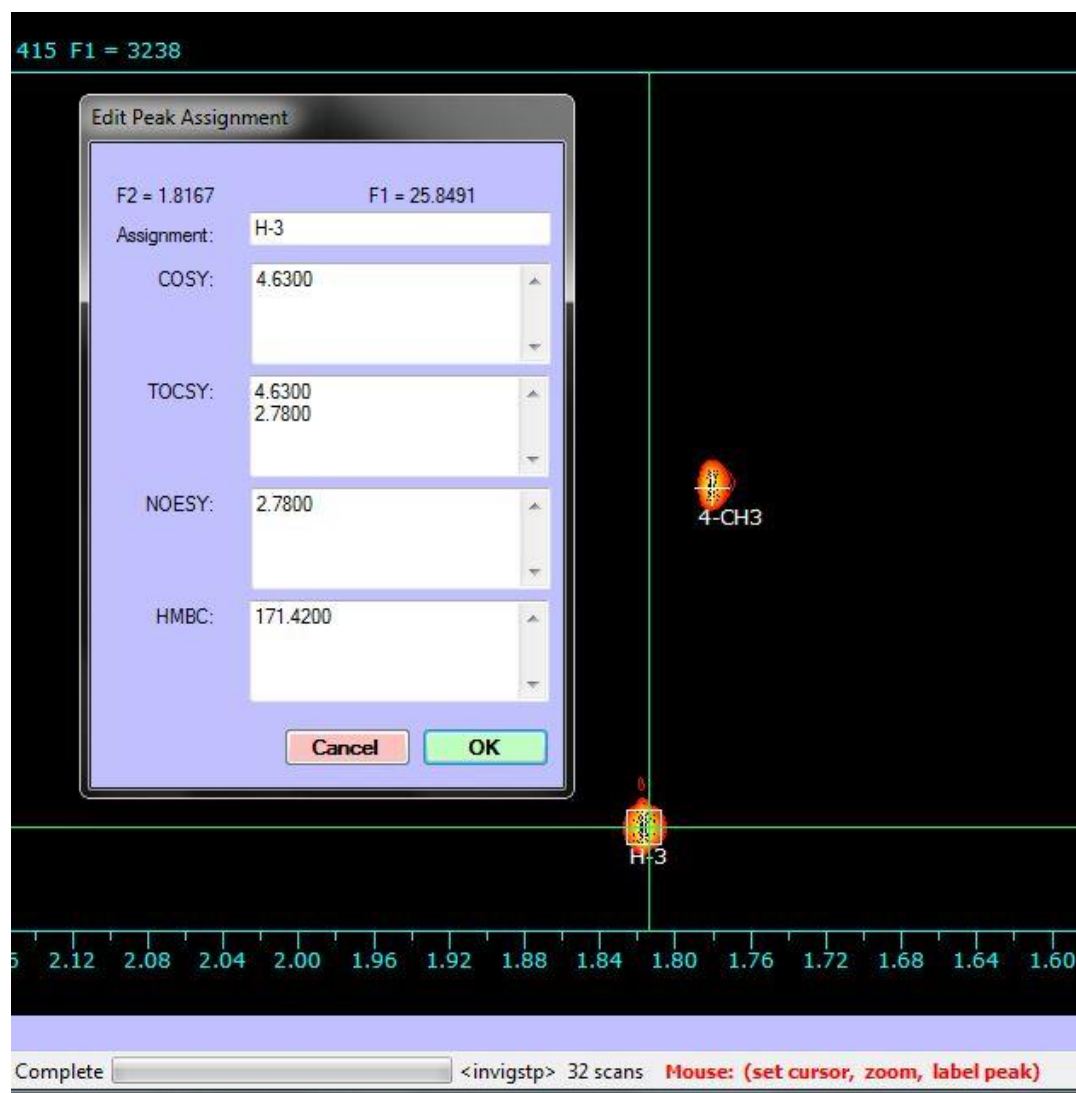 415 F1 = 3238
Edit Peak Assignment
F2 = 1.8167 F1 = 25.8491
Assignment: H-3
COSY: 4.6300
TOCSY: 4.6300
2.7800
NOESY: 2.7800
HMBC: 171.4200
Cancel OK
4-CH3
H-3
2.12 2.08 2.04 2.00 1.96 1.92 1.88 1.84 1.80 1.76 1.72 1.68 1.64 1.60
Complete <invigstp> 32 scans Mouse: (set cursor, zoom, label peak)